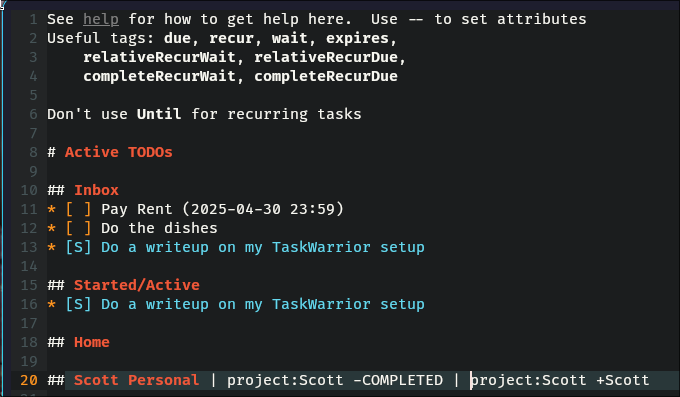 1 See help for how to get help here.  Use -- to set attributes
2 Useful tags: due, recur, wait, expires,
3     relativeRecurWait, relativeRecurDue,
4     completeRecurWait, completeRecurDue
5
6 Don't use Until for recurring tasks
7
8 # Active TODOs
9
10 ## Inbox
11 * [ ] Pay Rent (2025-04-30 23:59)
12 * [ ] Do the dishes
13 * [S] Do a writeup on my TaskWarrior setup
14
15 ## Started/Active
16 * [S] Do a writeup on my TaskWarrior setup
17
18 ## Home
19
20 ## Scott Personal | project:Scott -COMPLETED | project:Scott +Scott